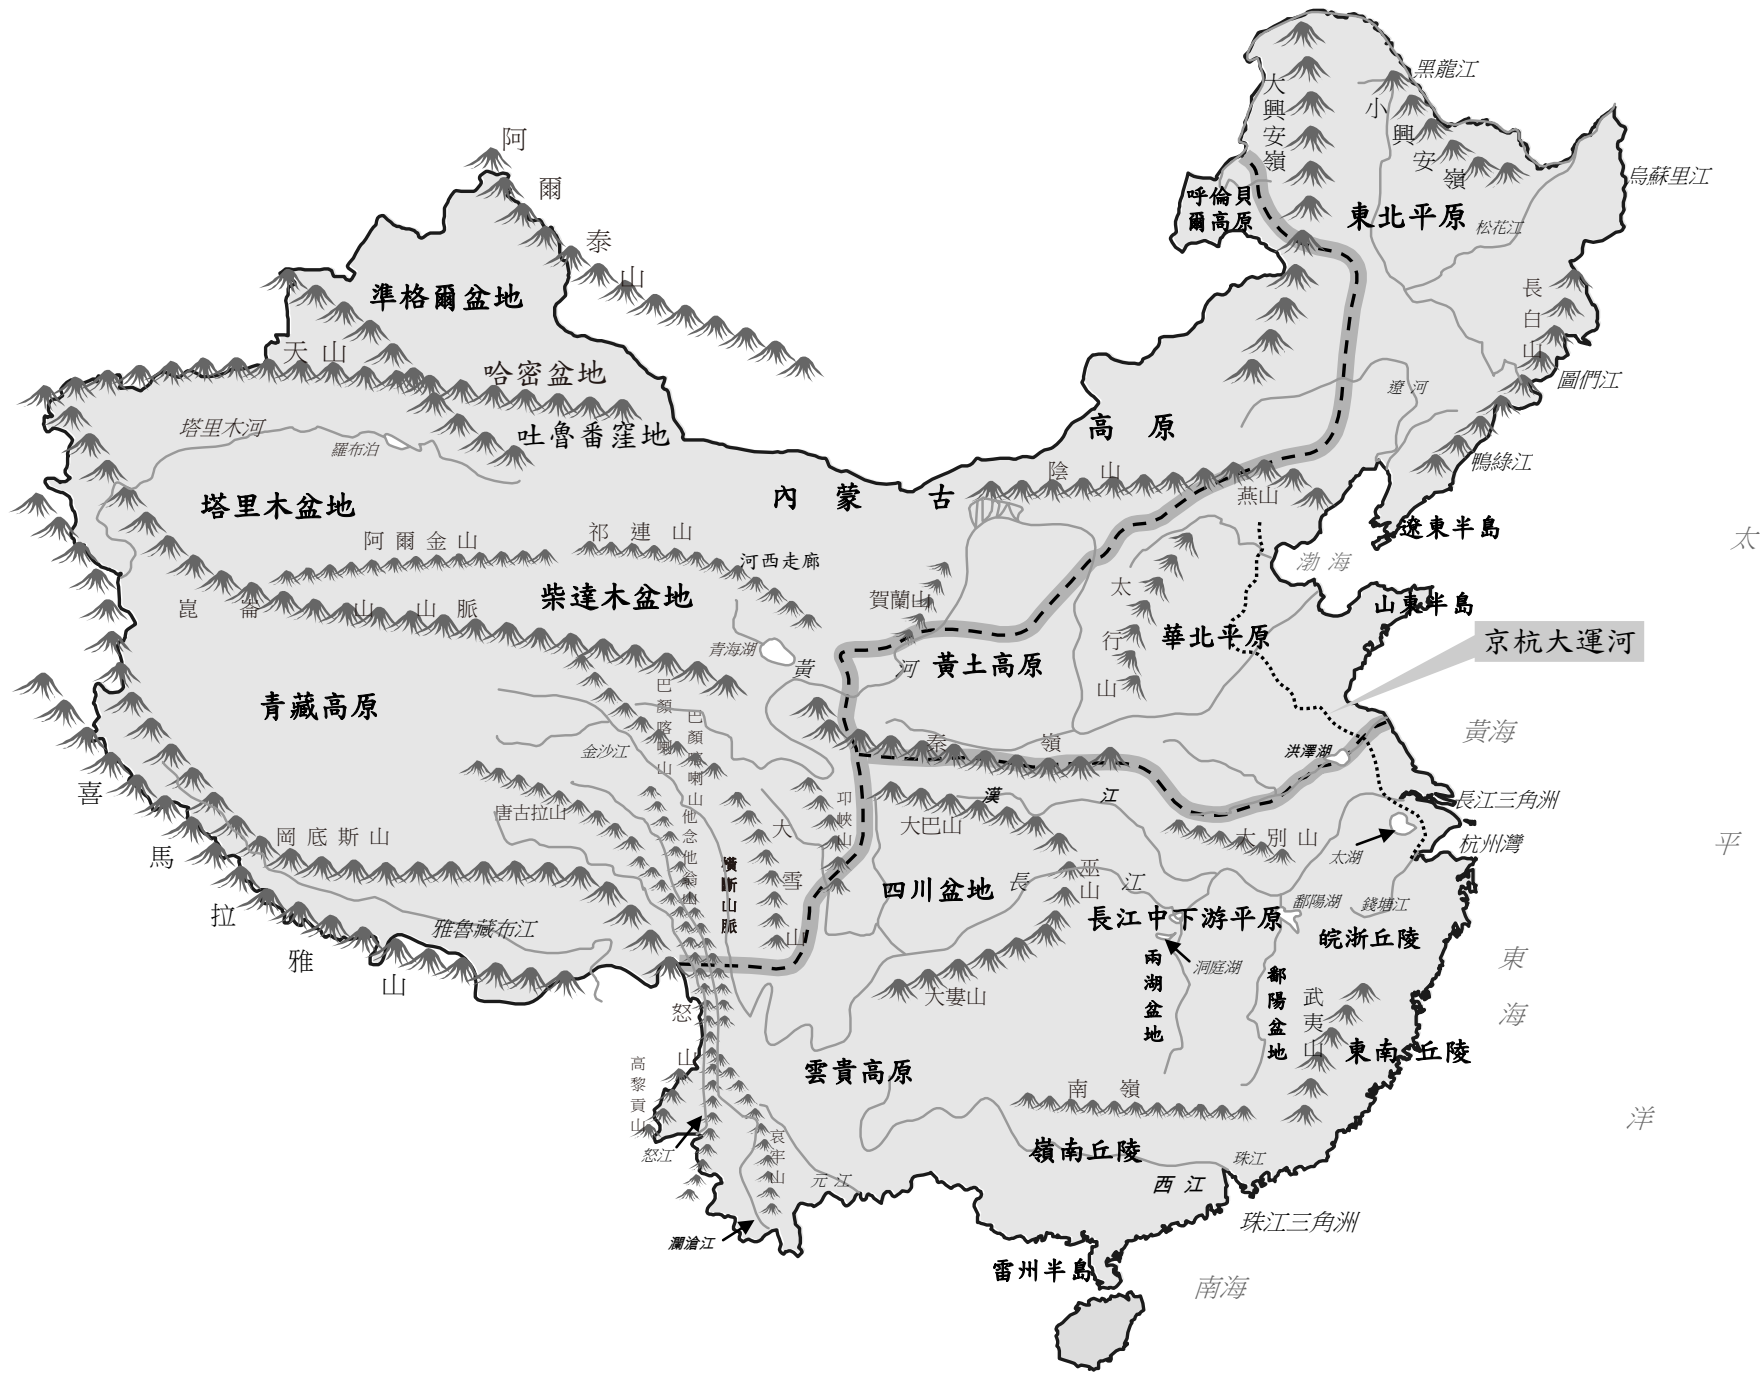 黑龍江
大興安嶺
小興安嶺
阿爾泰山
烏蘇里江
呼倫貝
爾高原
東北平原
松花江
準格爾盆地
長白山
天山
哈密盆地
圖們江
遼河
塔里木河
吐魯番窪地
高原
羅布泊
鴨綠江
陰山
燕山
內蒙古
塔里木盆地
遼東半島
太平洋
阿爾金山
祁連山
河西走廊
渤海
柴達木盆地
賀蘭山
太行山
山東半島
崑崙山山脈
華北平原
京杭大運河
青海湖
黃河
黃土高原
青藏高原
巴顏喀喇山
巴顏喀喇山他念他翁山
黃海
金沙江
秦嶺
洪澤湖
喜馬拉雅山
唐古拉山
漢江
長江三角洲
邛崍山
大雪山
大巴山
大別山
岡底斯山
杭州灣
太湖
橫斷山脈
四川盆地
長江
巫山
長江中下游平原
鄱陽湖
錢塘江
雅魯藏布江
皖浙丘陵
東海
兩湖盆地
洞庭湖
鄱陽盆地
大婁山
武夷山
怒山
東南丘陵
高黎貢山
雲貴高原
南嶺
哀牢山
怒江
嶺南丘陵
珠江
元江
西江
珠江三角洲
瀾滄江
雷州半島
南海